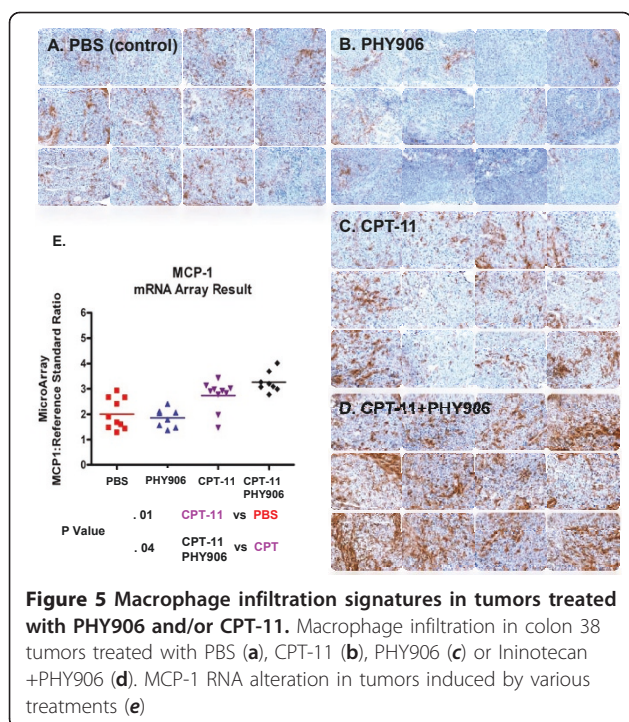 A. PBS (control)
B. PHY906
C. CPT-11
D. CPT-11+PHY906
E.
MCP-1
mRNA Array Result
MicroArray
MCP1:Reference Standard Ratio
6
5
4
3
2
1
0
PBS PHY906 CPT-11 CPT-11 PHY906
P Value
.01 CPT-11 vs PBS
.04 CPT-11 PHY906 vs CPT
Figure 5 Macrophage infiltration signatures in tumors treated
with PHY906 and/or CPT-11. Macrophage infiltration in colon 38
tumors treated with PBS (a), CPT-11 (b), PHY906 (c) or Ininotecan
+PHY906 (d). MCP-1 RNA alteration in tumors induced by various
treatments (e)